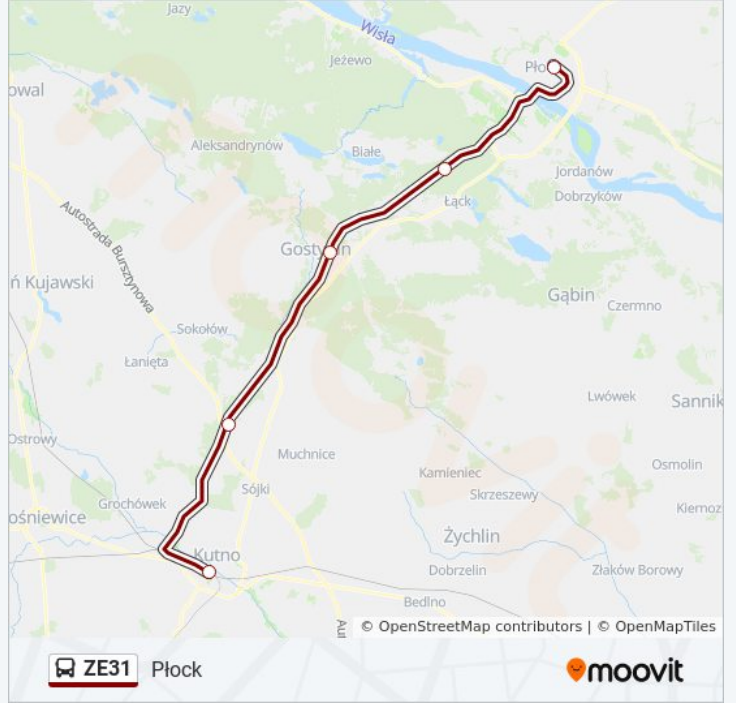 Jazy
Wisła
Jeżewo
Pło
owal
Aleksandrynów
Białe
Jordanów
Łąck
Dobrzyków
Autostrada Bursztynowa
Gostynin
ń Kujawski
Gąbin
Czermno
Sokołów
Łanięta
Lwówek
Sannik
Ostrowy
Muchnice
Osmolin
Kamieniec
Sójki
Skrzeszewy
Grochówek
Kiernoz
ośniewice
Żychlin
Kutno
Dobrzelin
Złaków Borowy
Bedlno
Au
© OpenStreetMap contributors | © OpenMapTiles
ZE31 Płock
moovit